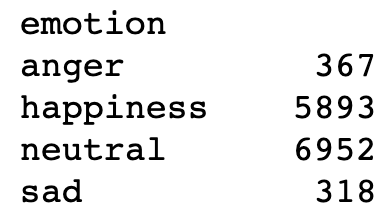 emotion
anger 367
happiness 5893
neutral 6952
sad 318